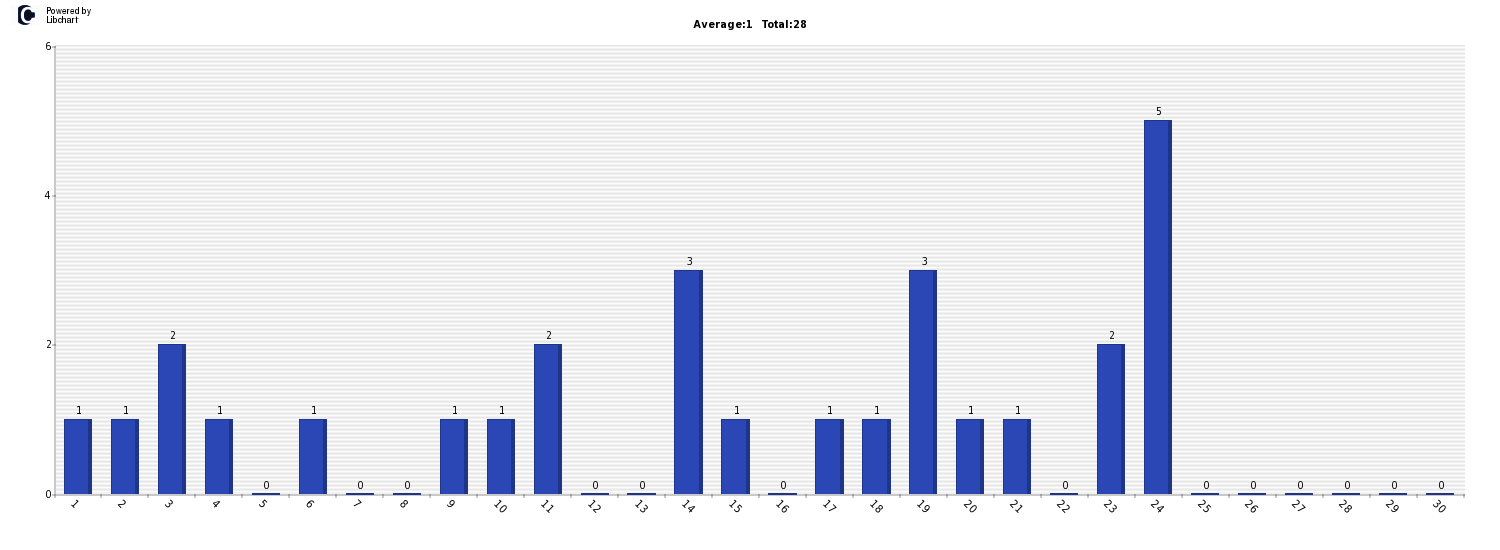 Powered by
Libchart
Average:1 Total:28
6
4
2
0
1 1 2 1 0 1 0 0 1 1 2 0 0 3 1 0 1 1 3 1 1 0 2 5 0 0 0 0 0 0
1 2 3 4 5 6 7 8 9 10 11 12 13 14 15 16 17 18 19 20 21 22 23 24 25 26 27 28 29 30